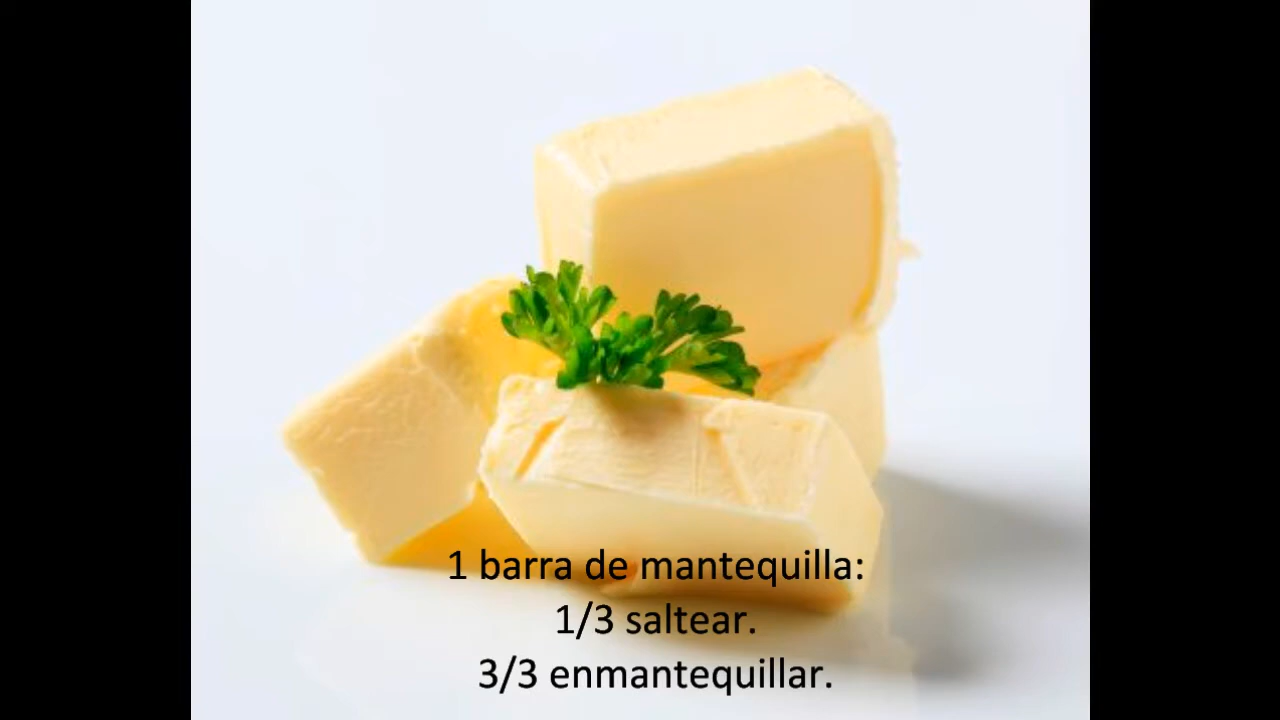 1 barra de mantequilla:
1/3 saltear.
3/3 enmantequillar.